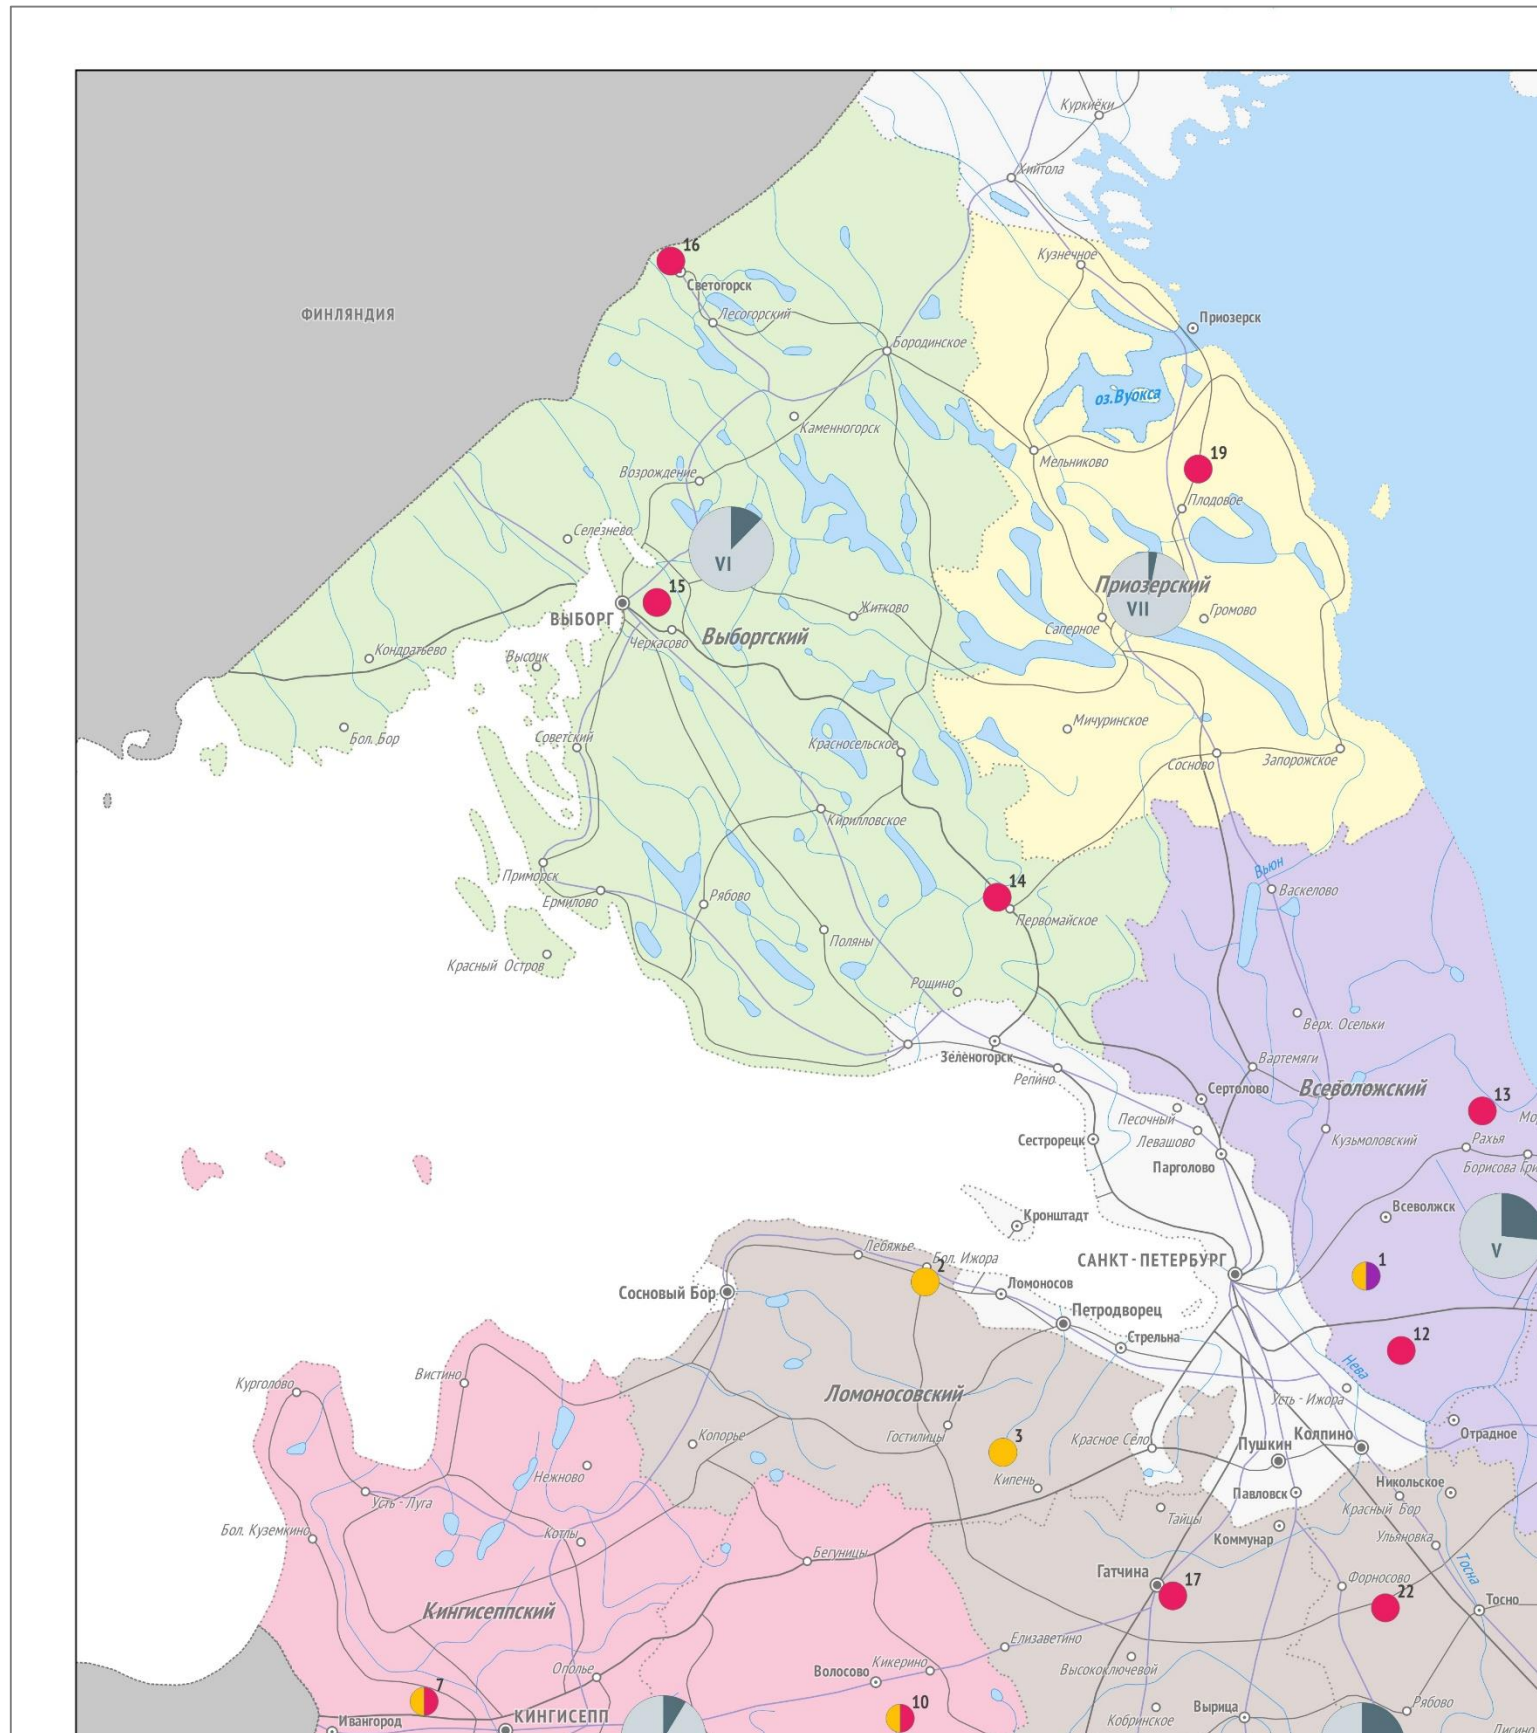 Куркиёки
Хийтола
16
Кузнечное
Светогорск
ФИНЛЯНДИЯ
Лесогорский
Приозерск
Бородинское
оз.Вуокса
Каменногорск
19
Мельниково
Возрождение
Плодовое
Селезнево
VI
15
Приозерский
VII
Житково
Громово
ВЫБОРГ
Саперное
Черкасово
Выборгский
Кондратьево
Высоцк
Мичуринское
Бол. Бор
Советский
Красносельское
Сосново
Запорожское
Кирилловское
Вьюн
Приморск
14
Васкелово
Ермилово
Рябово
Первомайское
Поляны
Красный Остров
Рощино
Верх. Осельки
Зеленогорск
Вартемяги
Репино
Сертолово
Всеволожский
13
Песочный
Мо
Сестрорецк
Левашово
Кузьмоловский
Рахья
Парголово
Борисова Гри
Всеволжск
Кронштадт
Лебяжье
Бол. Ижора
V
2
САНКТ-ПЕТЕРБУРГ
1
Сосновый Бор
Ломоносов
Петродворец
Стрельна
12
Нева
Вистино
Курголово
Ломоносовский
Усть - Ижора
Копорье
Гостилицы
3
Красное Село
Пушкин
Колпино
Отрадное
Нежново
Кипень
Никольское
Павловск
Усть - Луга
Тайцы
Красный Бор
Бол. Куземкино
Котлы
Коммунар
Ульяновка
Бегуницы
Тосна
Гатчина
17
Форносово
22
Тосно
Кингисеппский
Елизаветино
Ополье
Волосово
Кикерино
Высокоключевой
7
10
Вырица
Рябово
Ивангород
КИНГИСЕПП
Кобринское
Лисино